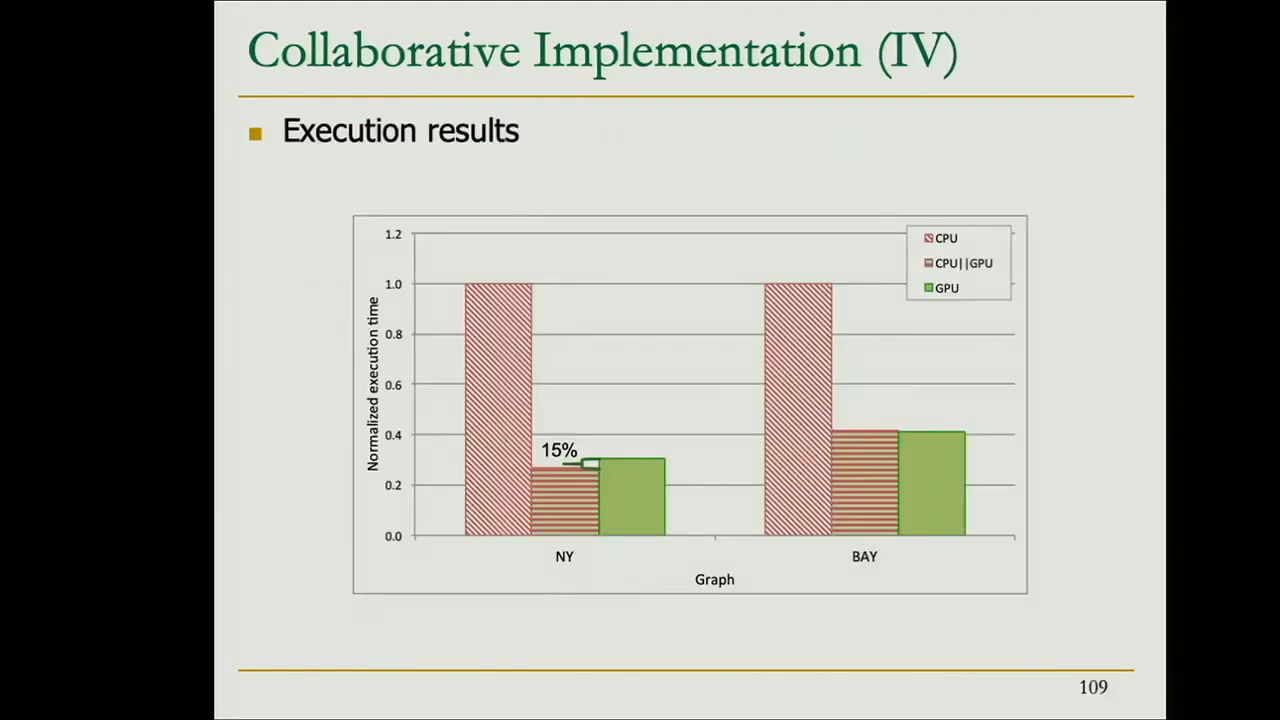 Collaborative Implementation (IV)
Execution results
1.2
1.0
0.8
0.6
0.4
0.2
0.0
Normalized execution time
CPU
CPU||GPU
GPU
15%
NY
BAY
Graph
109